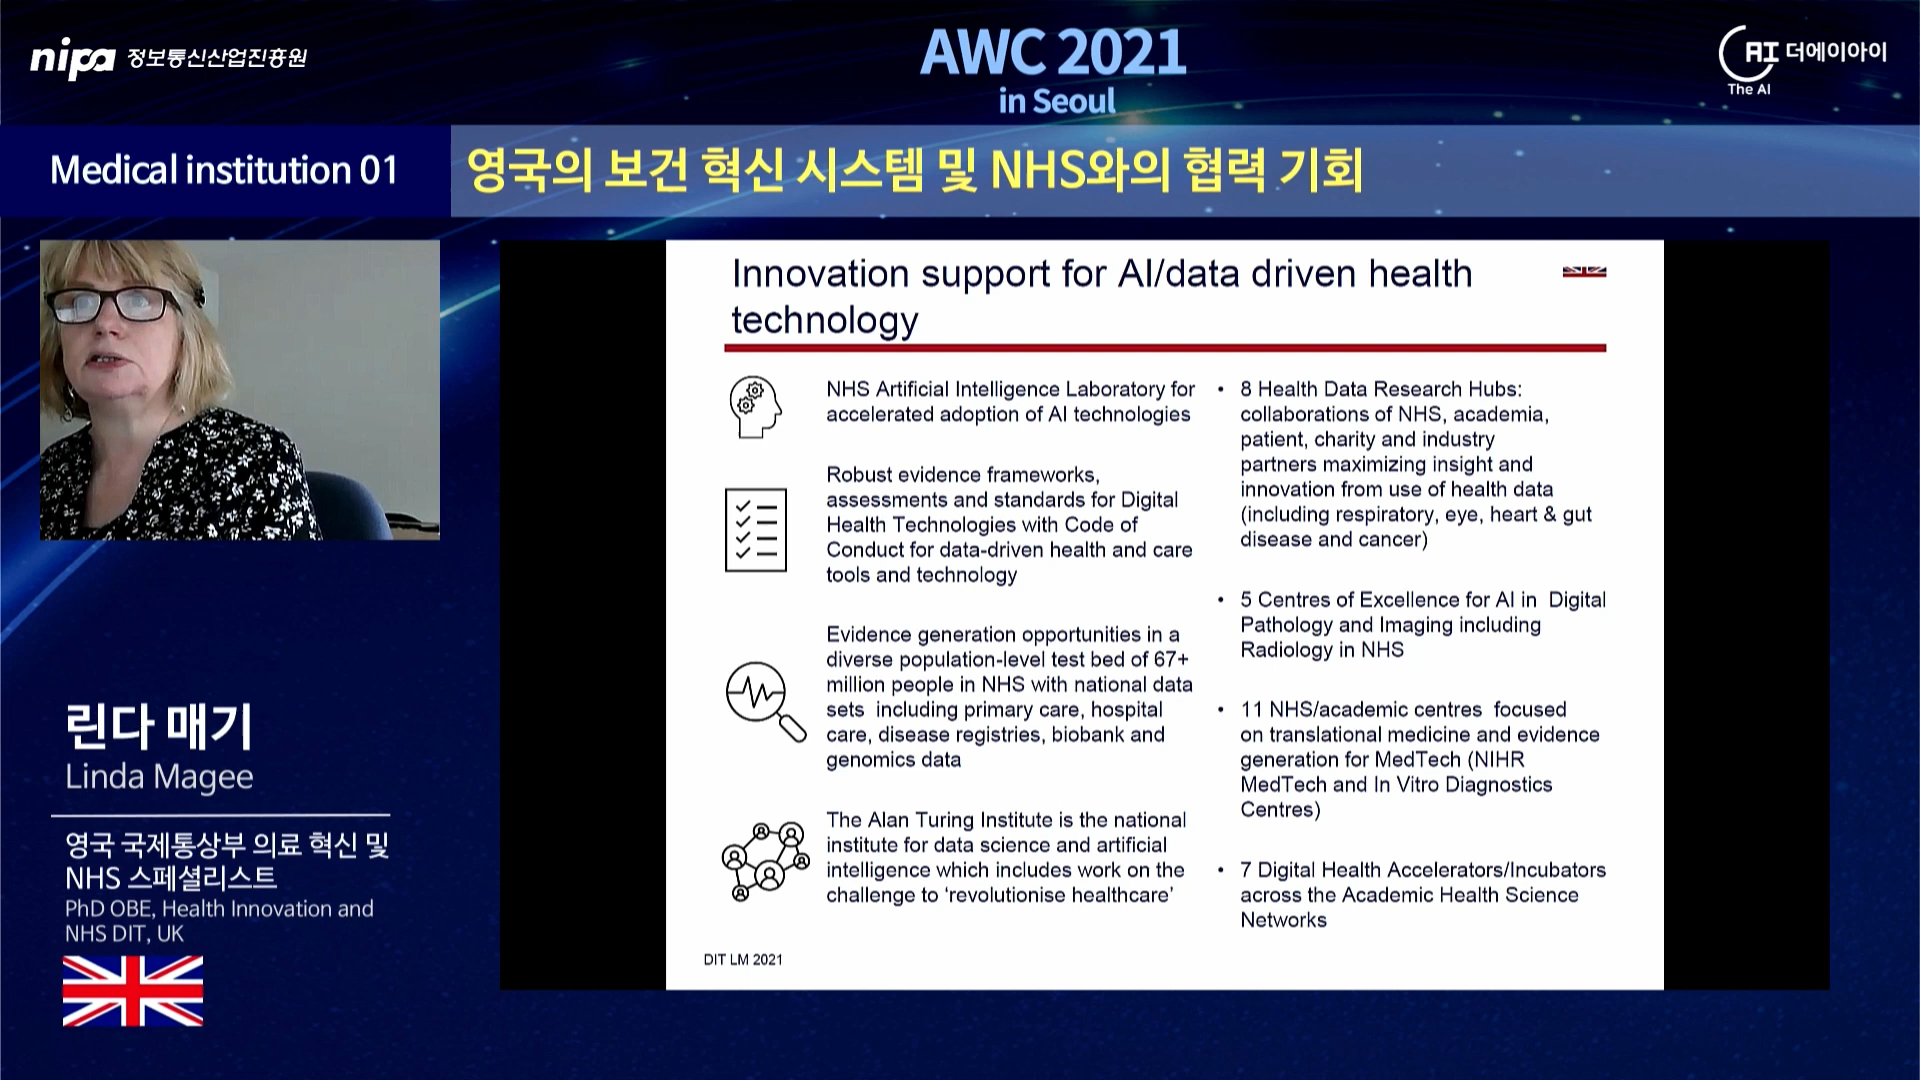 nipa 정보통신산업진흥원
AWC 2021
in Seoul
AI 더에이아이
The AI
Medical institution 01
영국의 보건 혁신 시스템 및 NHS와의 협력 기회
Innovation support for AI/data driven health
technology
NHS Artificial Intelligence Laboratory for
accelerated adoption of AI technologies
Robust evidence frameworks,
assessments and standards for Digital
Health Technologies with Code of
Conduct for data-driven health and care
tools and technology
Evidence generation opportunities in a
diverse population-level test bed of 67+
million people in NHS with national data
sets including primary care, hospital
care, disease registries, biobank and
genomics data
The Alan Turing Institute is the national
institute for data science and artificial
intelligence which includes work on the
challenge to ‘revolutionise healthcare’
• 8 Health Data Research Hubs:
collaborations of NHS, academia,
patient, charity and industry
partners maximizing insight and
innovation from use of health data
(including respiratory, eye, heart & gut
disease and cancer)
• 5 Centres of Excellence for AI in Digital
Pathology and Imaging including
Radiology in NHS
• 11 NHS/academic centres focused
on translational medicine and evidence
generation for MedTech (NIHR
MedTech and In Vitro Diagnostics
Centres)
• 7 Digital Health Accelerators/Incubators
across the Academic Health Science
Networks
DIT LM 2021
린다 매기
Linda Magee
영국 국제통상부 의료 혁신 및
NHS 스페셜리스트
PhD OBE, Health Innovation and
NHS DIT, UK